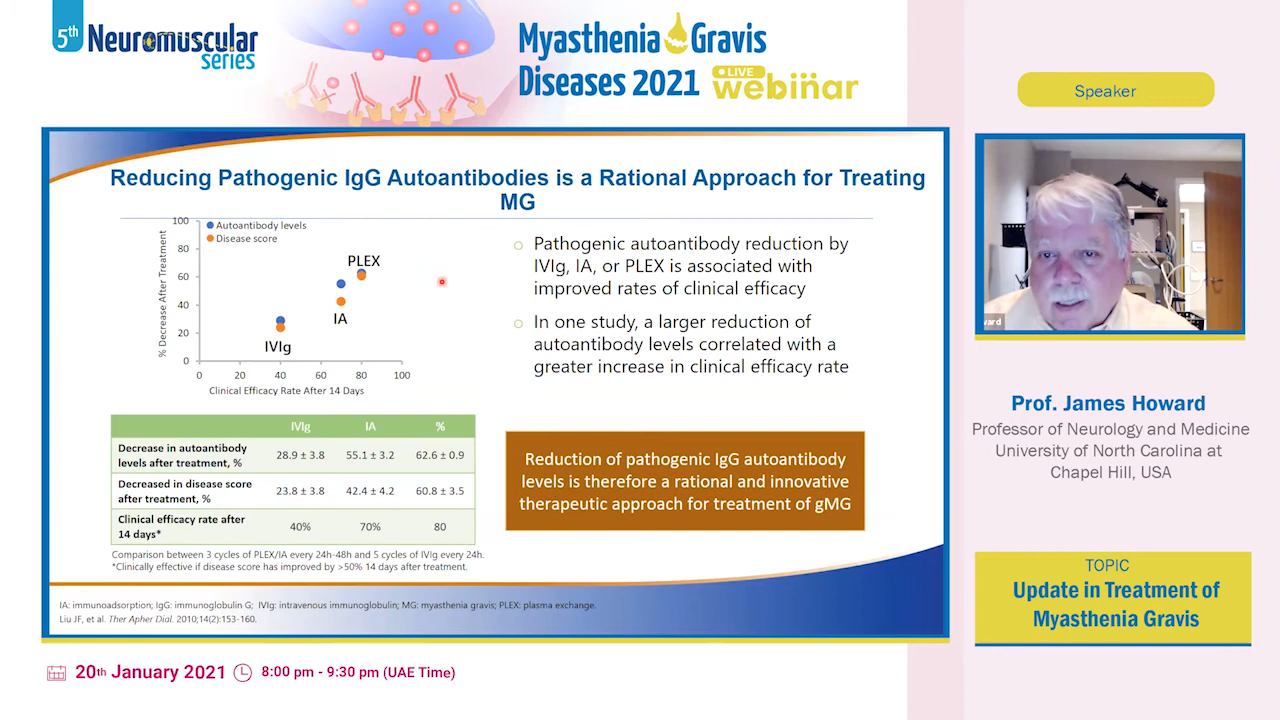 5th Neuromuscular
series
Myasthenia Gravis
Diseases 2021 LIVE webinar
Speaker
Reducing Pathogenic IgG Autoantibodies is a Rational Approach for Treating
MG
% Decrease After Treatment
100
80
60
40
20
0
Autoantibody levels
Disease score
PLEX
IA
IVIg
0 20 40 60 80 100
Clinical Efficacy Rate After 14 Days
○ Pathogenic autoantibody reduction by
IVIg, IA, or PLEX is associated with
improved rates of clinical efficacy
○ In one study, a larger reduction of
autoantibody levels correlated with a
greater increase in clinical efficacy rate
IVIg IA %
Decrease in autoantibody
levels after treatment, % 28.9 ± 3.8 55.1 ± 3.2 62.6 ± 0.9
Decreased in disease score
after treatment, % 23.8 ± 3.8 42.4 ± 4.2 60.8 ± 3.5
Clinical efficacy rate after
14 days* 40% 70% 80
Comparison between 3 cycles of PLEX/IA every 24h-48h and 5 cycles of IVIg every 24h.
*Clinically effective if disease score has improved by >50% 14 days after treatment.
Reduction of pathogenic IgG autoantibody
levels is therefore a rational and innovative
therapeutic approach for treatment of gMG
IA: immunoadsorption; IgG: immunoglobulin G; IVIg: intravenous immunoglobulin; MG: myasthenia gravis; PLEX: plasma exchange.
Liu JF, et al. Ther Apher Dial. 2010;14(2):153-160.
ward
Prof. James Howard
Professor of Neurology and Medicine
University of North Carolina at
Chapel Hill, USA
TOPIC
Update in Treatment of
Myasthenia Gravis
20th January 2021 8:00 pm - 9:30 pm (UAE Time)